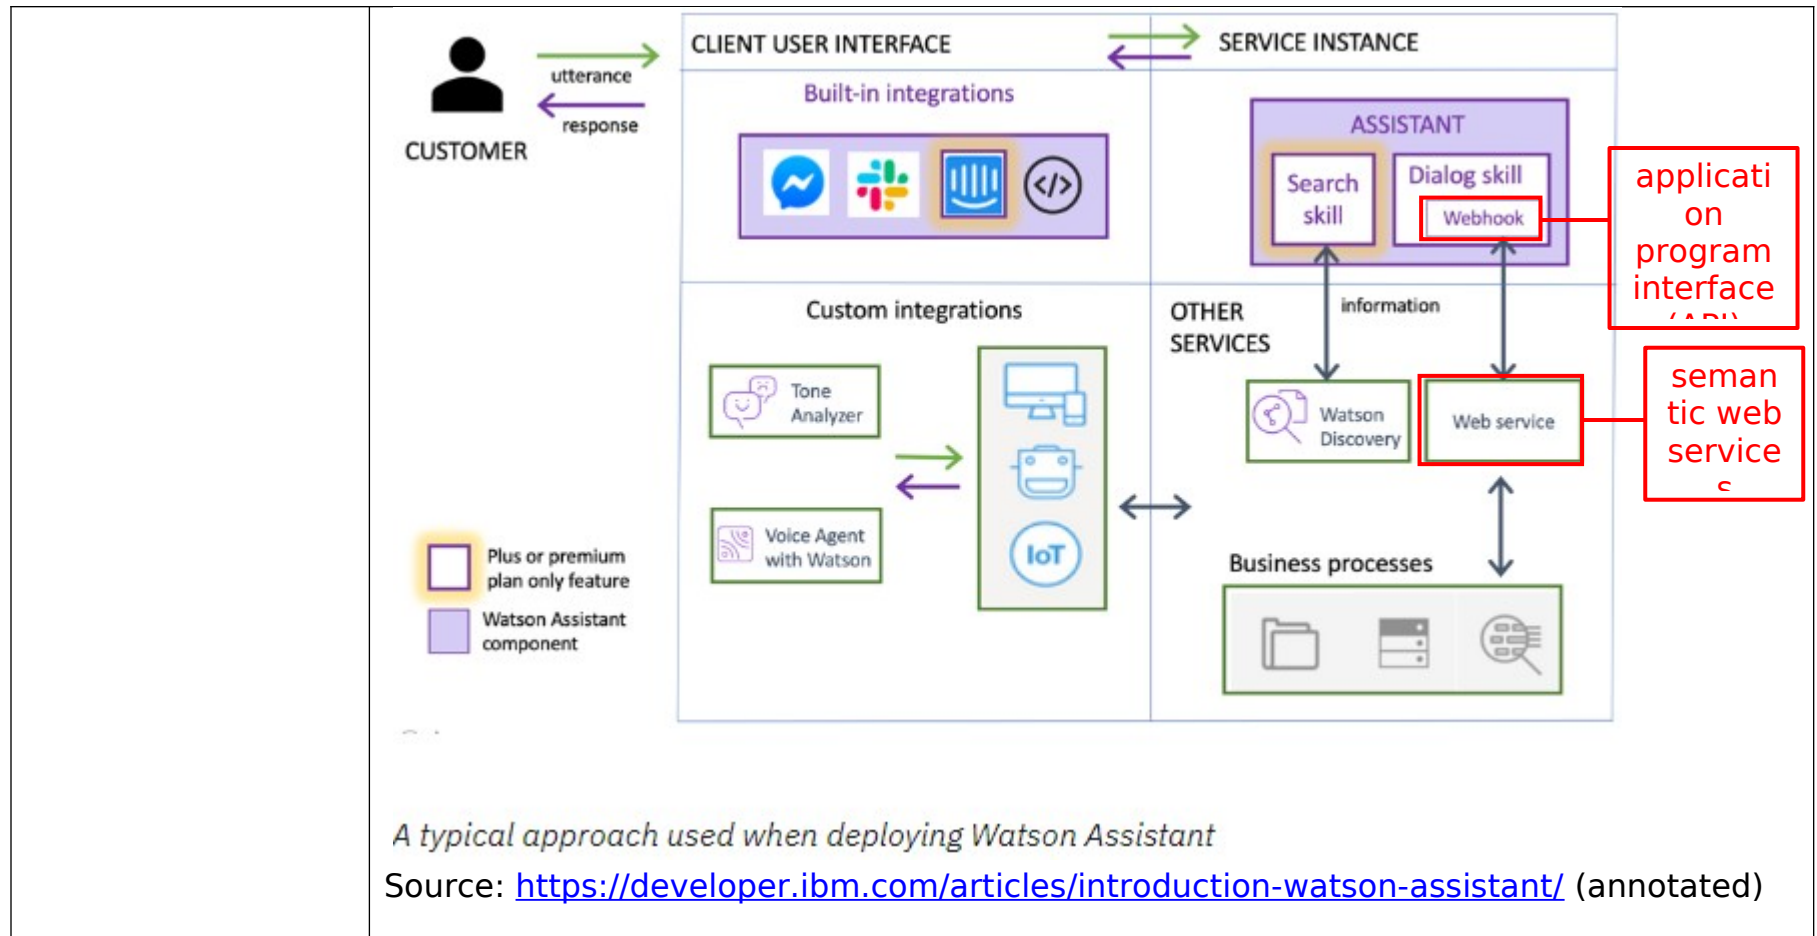 CLIENT USER INTERFACE
SERVICE INSTANCE
utterance
response
CUSTOMER
Built-in integrations
ASSISTANT
Search
skill
Dialog skill
Webhook
applicati
on
program
interface
(API)
Custom integrations
OTHER
SERVICES
information
Tone
Analyzer
Watson
Discovery
Web service
seman
tic web
service
s
Voice Agent
with Watson
IoT
Business processes
Plus or premium
plan only feature
Watson Assistant
component
A typical approach used when deploying Watson Assistant
Source: https://developer.ibm.com/articles/introduction-watson-assistant/ (annotated)